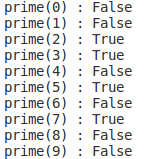 prime(0) : False
prime(1) : False
prime(2) : True
prime(3) : True
prime(4) : False
prime(5) : True
prime(6) : False
prime(7) : True
prime(8) : False
prime(9) : False